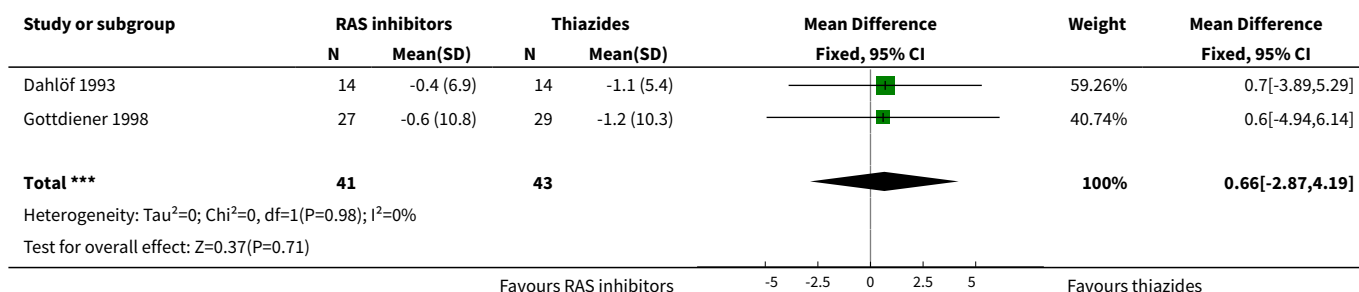 Study or subgroup RAS inhibitors Thiazides Mean Difference Weight Mean Difference
N Mean(SD) N Mean(SD) Fixed, 95% CI Fixed, 95% CI
Dahlöf 1993 14 -0.4 (6.9) 14 -1.1 (5.4) 59.26% 0.7[-3.89,5.29]
Gottdiener 1998 27 -0.6 (10.8) 29 -1.2 (10.3) 40.74% 0.6[-4.94,6.14]
Total *** 41 43 100% 0.66[-2.87,4.19]
Heterogeneity: Tau²=0; Chi²=0, df=1(P=0.98); I²=0%
Test for overall effect: Z=0.37(P=0.71)
Favours RAS inhibitors -5 -2.5 0 2.5 5 Favours thiazides